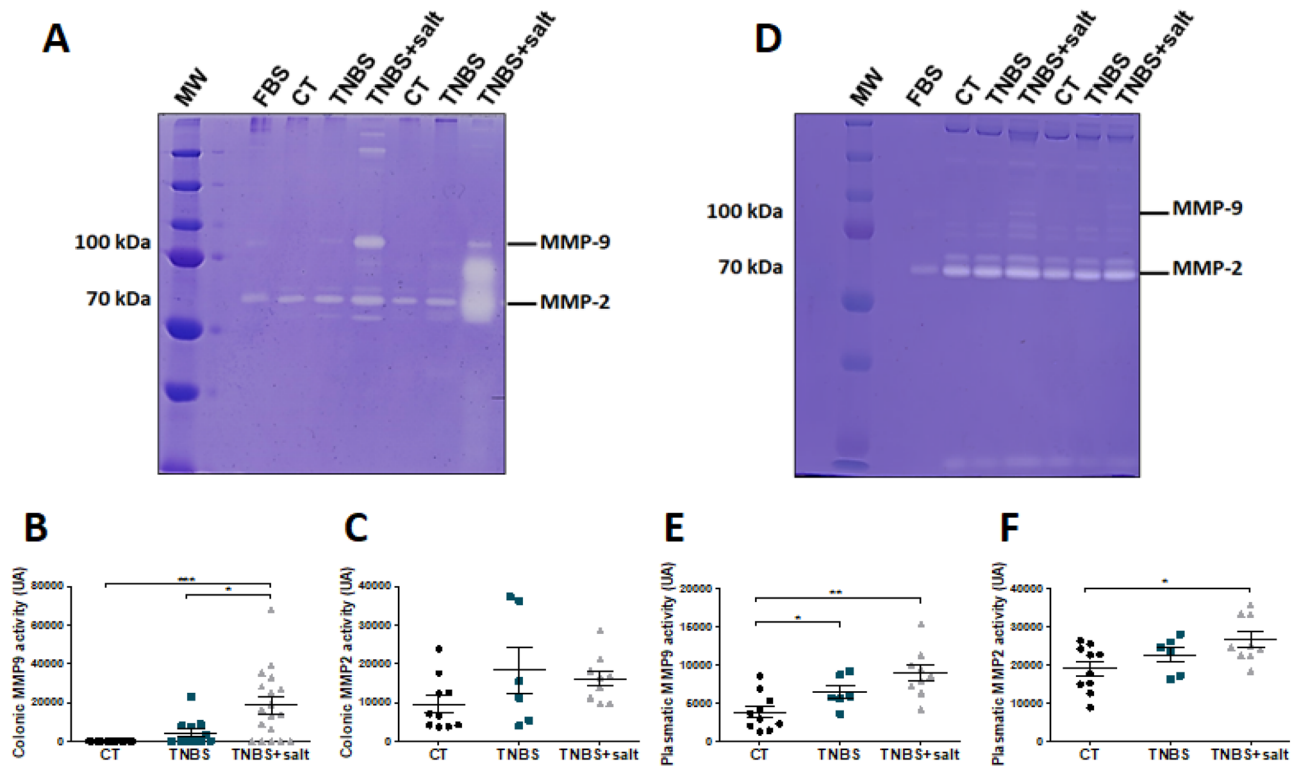 A
MW
FBS
CT
TNBS
TNBS+salt
CT
TNBS
TNBS+salt
100 kDa
MMP-9
70 kDa
MMP-2
D
MW
FBS
CT
TNBS
TNBS+salt
CT
TNBS
TNBS+salt
100 kDa
MMP-9
70 kDa
MMP-2
B
Colonic MMP9 activity (UA)
80000
60000
40000
20000
0
***
*
CT
TNBS
TNBS+salt
C
Colonic MMP2 activity (UA)
40000
30000
20000
10000
0
CT
TNBS
TNBS+salt
E
Plasmatic MMP9 activity (UA)
20000
15000
10000
5000
0
**
*
CT
TNBS
TNBS+salt
F
Plasmatic MMP2 activity (UA)
40000
30000
20000
10000
0
*
CT
TNBS
TNBS+salt